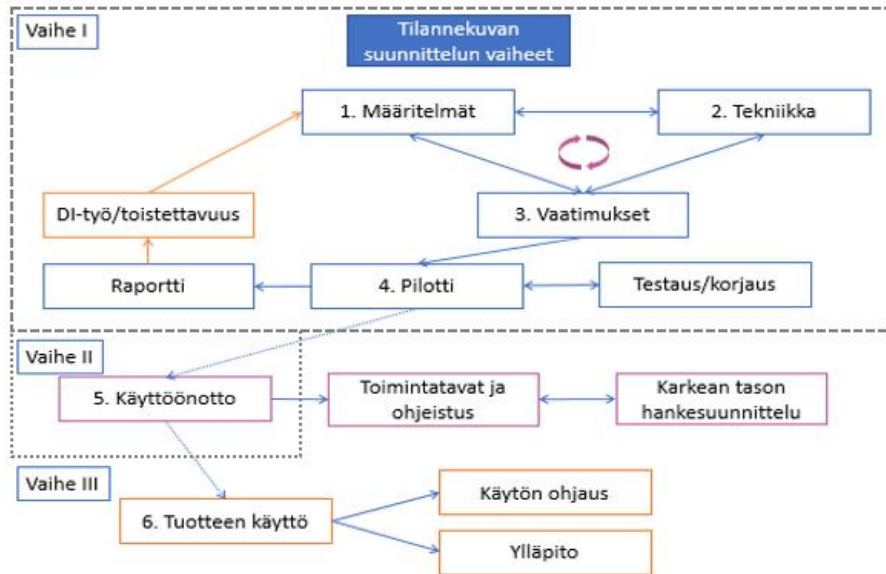 Vaihe I
Tilannekuvan
suunnittelun vaiheet
1. Määritelmät
2. Tekniikka
DI-työ/toistettavuus
3. Vaatimukset
Raportti
4. Pilotti
Testaus/korjaus
Vaihe II
5. Käyttöönotto
Toimintatavat ja
ohjeistus
Karkean tason
hankesuunnittelu
Vaihe III
6. Tuotteen käyttö
Käytön ohjaus
Ylläpito